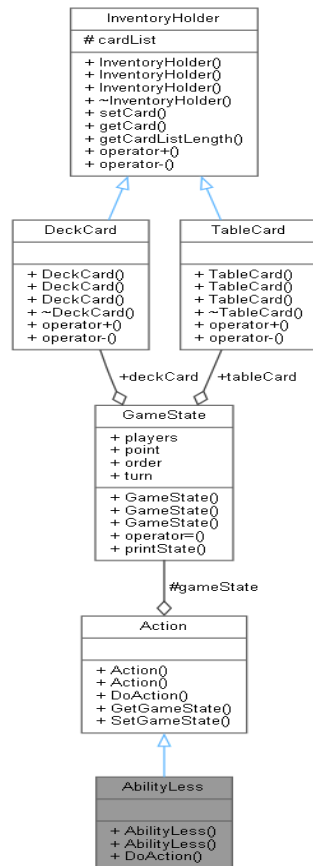 InventoryHolder
# cardList
+ InventoryHolder()
+ InventoryHolder()
+ InventoryHolder()
+ ~InventoryHolder()
+ setCard()
+ getCard()
+ getCardListLength()
+ operator+()
+ operator-()
DeckCard
+ DeckCard()
+ DeckCard()
+ DeckCard()
+ ~DeckCard()
+ operator+()
+ operator-()
TableCard
+ TableCard()
+ TableCard()
+ TableCard()
+ ~TableCard()
+ operator+()
+ operator-()
+deckCard
+tableCard
GameState
+ players
+ point
+ order
+ turn
+ GameState()
+ GameState()
+ GameState()
+ operator=()
+ printState()
#gameState
Action
+ Action()
+ Action()
+ DoAction()
+ GetGameState()
+ SetGameState()
AbilityLess
+ AbilityLess()
+ AbilityLess()
+ DoAction()